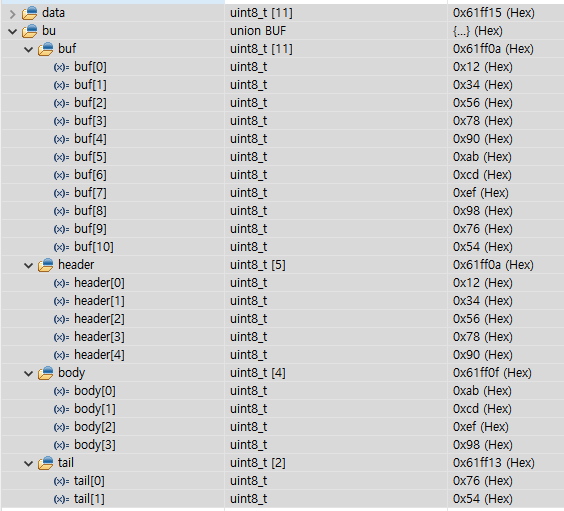 data uint8_t [11] 0x61ff15 (Hex)
bu union BUF {...} (Hex)
buf uint8_t [11] 0x61ff0a (Hex)
(x)= buf[0] uint8_t 0x12 (Hex)
(x)= buf[1] uint8_t 0x34 (Hex)
(x)= buf[2] uint8_t 0x56 (Hex)
(x)= buf[3] uint8_t 0x78 (Hex)
(x)= buf[4] uint8_t 0x90 (Hex)
(x)= buf[5] uint8_t 0xab (Hex)
(x)= buf[6] uint8_t 0xcd (Hex)
(x)= buf[7] uint8_t 0xef (Hex)
(x)= buf[8] uint8_t 0x98 (Hex)
(x)= buf[9] uint8_t 0x76 (Hex)
(x)= buf[10] uint8_t 0x54 (Hex)
header uint8_t [5] 0x61ff0a (Hex)
(x)= header[0] uint8_t 0x12 (Hex)
(x)= header[1] uint8_t 0x34 (Hex)
(x)= header[2] uint8_t 0x56 (Hex)
(x)= header[3] uint8_t 0x78 (Hex)
(x)= header[4] uint8_t 0x90 (Hex)
body uint8_t [4] 0x61ff0f (Hex)
(x)= body[0] uint8_t 0xab (Hex)
(x)= body[1] uint8_t 0xcd (Hex)
(x)= body[2] uint8_t 0xef (Hex)
(x)= body[3] uint8_t 0x98 (Hex)
tail uint8_t [2] 0x61ff13 (Hex)
(x)= tail[0] uint8_t 0x76 (Hex)
(x)= tail[1] uint8_t 0x54 (Hex)